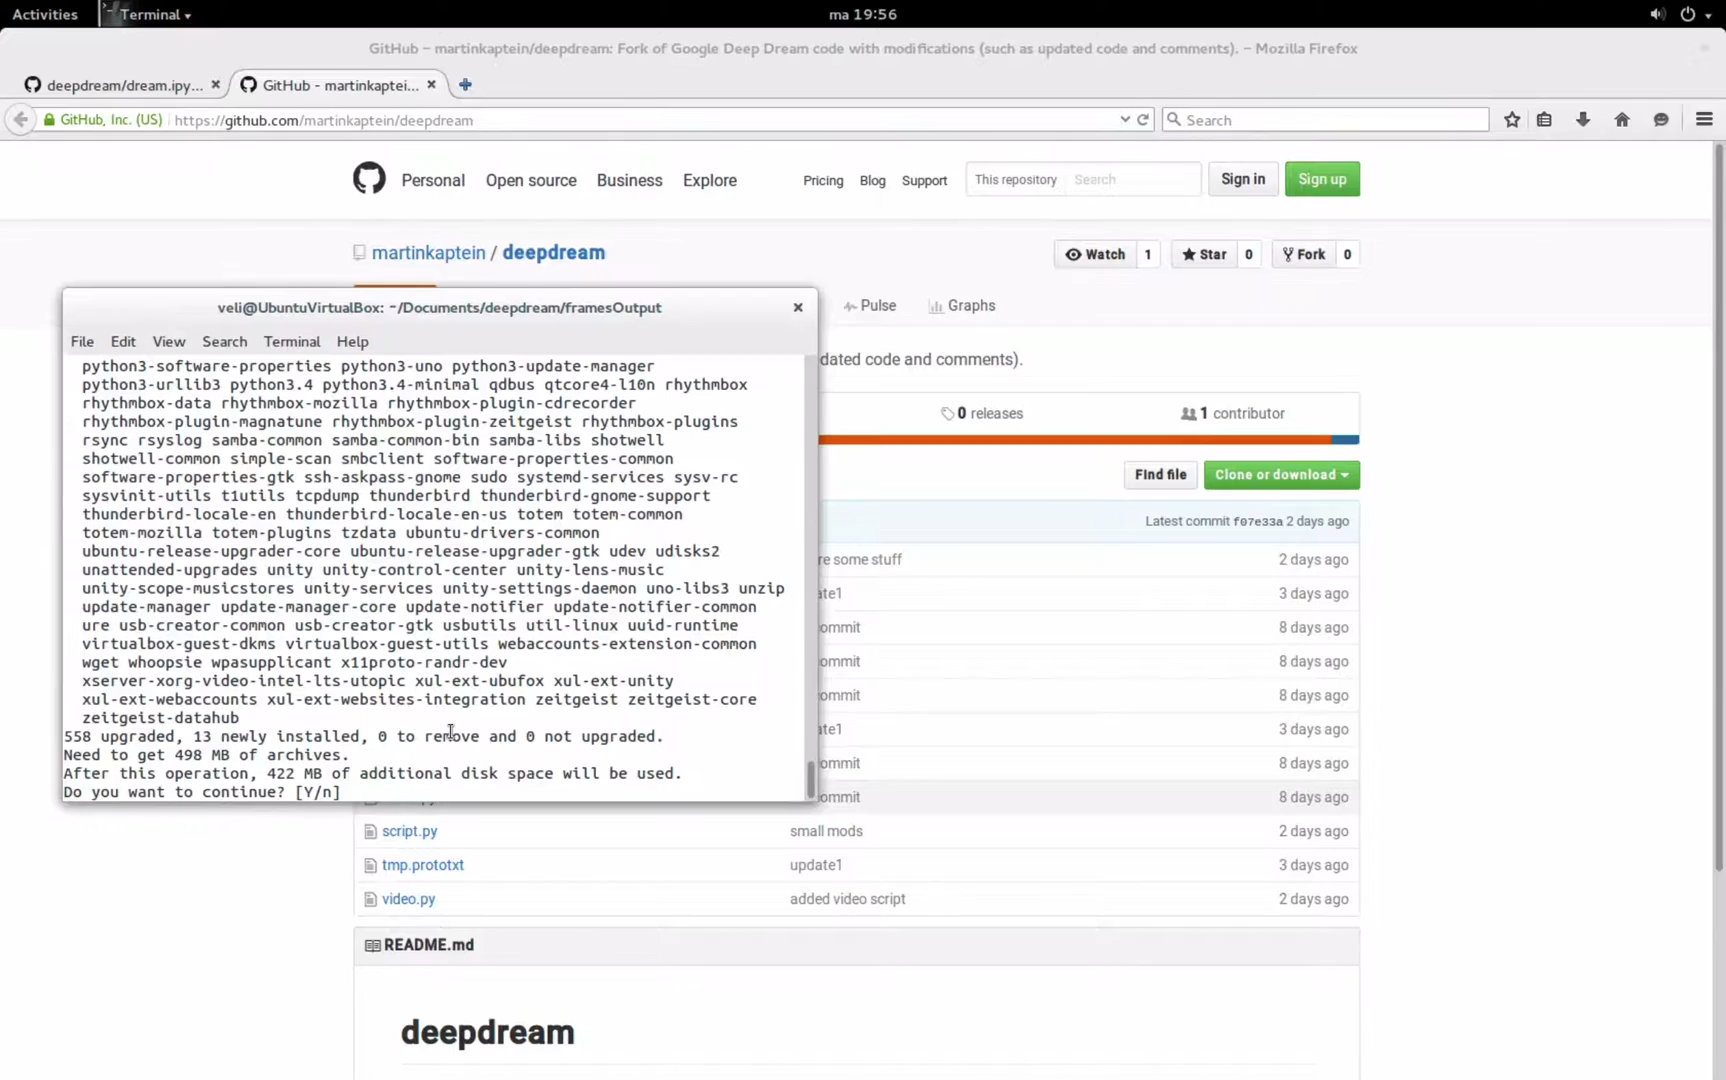 Activities
Terminal
ma 19:56
GitHub – martinkaptein/deepdream: Fork of Google Deep Dream code with modifications (such as updated code and comments). – Mozilla Firefox
deepdream/dream.ipy...
GitHub - martinkaptei...
GitHub, Inc. (US)
https://github.com/martinkaptein/deepdream
Search
Personal
Open source
Business
Explore
Pricing
Blog
Support
This repository
Search
Sign in
Sign up
martinkaptein / deepdream
Watch 1
Star 0
Fork 0
Pulse
Graphs
dated code and comments).
0 releases
1 contributor
Find file
Clone or download
Latest commit f07e33a 2 days ago
re some stuff
2 days ago
ate1
3 days ago
commit
8 days ago
commit
8 days ago
commit
8 days ago
ate1
3 days ago
commit
8 days ago
commit
8 days ago
script.py
small mods
2 days ago
tmp.prototxt
update1
3 days ago
video.py
added video script
2 days ago
README.md
deepdream
veli@UbuntuVirtualBox: ~/Documents/deepdream/framesOutput
File Edit View Search Terminal Help
python3-software-properties python3-uno python3-update-manager
python3-urllib3 python3.4 python3.4-minimal qdbus qtcore4-l10n rhythmbox
rhythmbox-data rhythmbox-mozilla rhythmbox-plugin-cdrecorder
rhythmbox-plugin-magnatune rhythmbox-plugin-zeitgeist rhythmbox-plugins
rsync rsyslog samba-common samba-common-bin samba-libs shotwell
shotwell-common simple-scan smbclient software-properties-common
software-properties-gtk ssh-askpass-gnome sudo systemd-services sysv-rc
sysvinit-utils t1utils tcpdump thunderbird thunderbird-gnome-support
thunderbird-locale-en thunderbird-locale-en-us totem totem-common
totem-mozilla totem-plugins tzdata ubuntu-drivers-common
ubuntu-release-upgrader-core ubuntu-release-upgrader-gtk udev udisks2
unattended-upgrades unity unity-control-center unity-lens-music
unity-scope-musicstores unity-services unity-settings-daemon uno-libs3 unzip
update-manager update-manager-core update-notifier update-notifier-common
ure usb-creator-common usb-creator-gtk usbutils util-linux uuid-runtime
virtualbox-guest-dkms virtualbox-guest-utils webaccounts-extension-common
wget whoopsie wpasupplicant x11proto-randr-dev
xserver-xorg-video-intel-lts-utopic xul-ext-ubufox xul-ext-unity
xul-ext-webaccounts xul-ext-websites-integration zeitgeist zeitgeist-core
zeitgeist-datahub
558 upgraded, 13 newly installed, 0 to remove and 0 not upgraded.
Need to get 498 MB of archives.
After this operation, 422 MB of additional disk space will be used.
Do you want to continue? [Y/n]